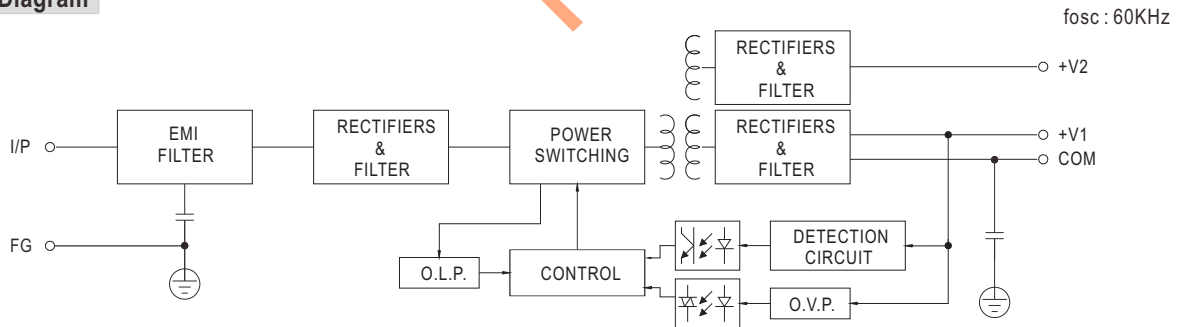 Diagram
fosc : 60KHz
RECTIFIERS
&
FILTER
+V2
I/P
EMI
FILTER
RECTIFIERS
&
FILTER
POWER
SWITCHING
RECTIFIERS
&
FILTER
+V1
COM
FG
O.L.P.
CONTROL
DETECTION
CIRCUIT
O.V.P.